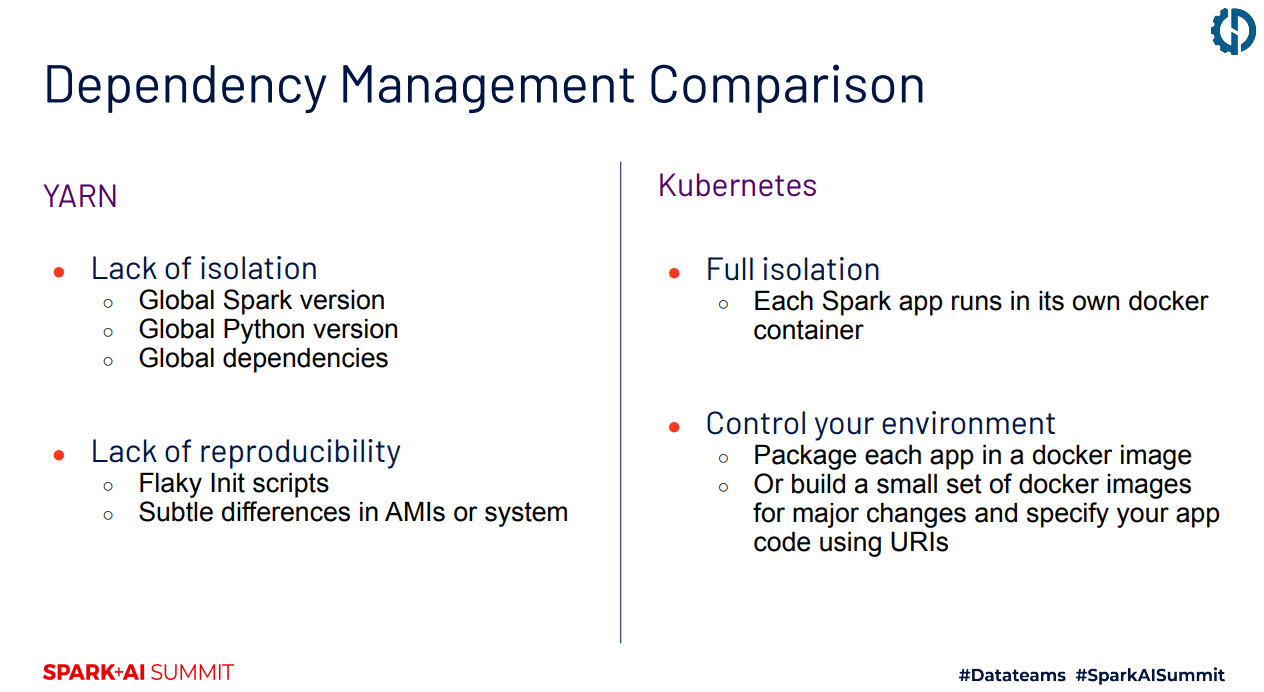 Dependency Management Comparison
YARN
● Lack of isolation
○ Global Spark version
○ Global Python version
○ Global dependencies
● Lack of reproducibility
○ Flaky Init scripts
○ Subtle differences in AMIs or system
Kubernetes
● Full isolation
○ Each Spark app runs in its own docker
container
● Control your environment
○ Package each app in a docker image
○ Or build a small set of docker images
for major changes and specify your app
code using URIs
SPARK+AI SUMMIT
#Datateams #SparkAISummit